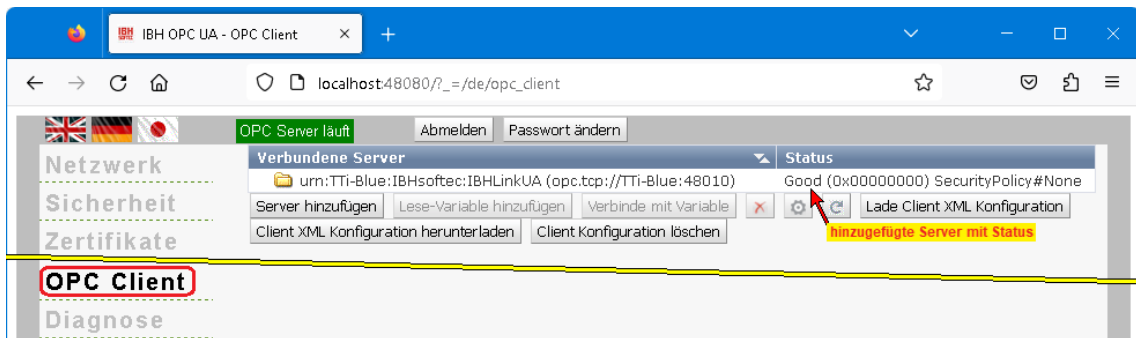 IBH OPC UA - OPC Client
localhost:48080/?_=/de/opc_client
OPC Server läuft Abmelden Passwort ändern
Netzwerk
Sicherheit
Zertifikate
OPC Client
Diagnose
Verbundene Server Status
urn:TTi-Blue:IBHsoftec:IBHLinkUA (opc.tcp://TTi-Blue:48010) Good (0x00000000) SecurityPolicy#None
Server hinzufügen Lese-Variable hinzufügen Verbinde mit Variable Lade Client XML Konfiguration
Client XML Konfiguration herunterladen Client Konfiguration löschen
hinzugefügte Server mit Status